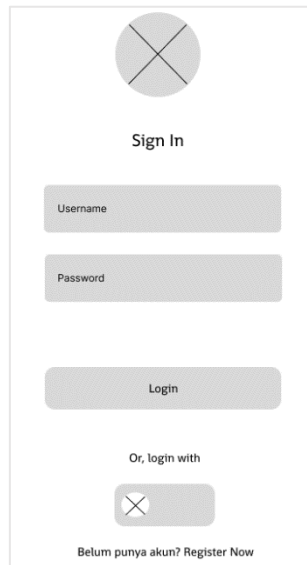 Sign In
Username
Password
Login
Or, login with
Belum punya akun? Register Now